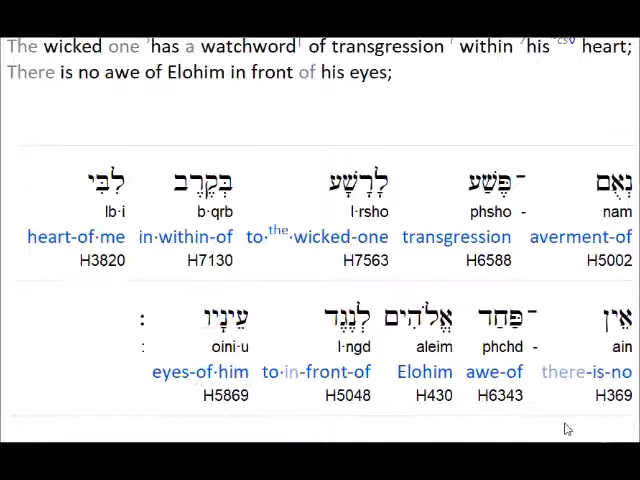 The wicked one has a watchword of transgression within his csv heart;
There is no awe of Elohim in front of his eyes;
נְאֻם ־ פֶּשַׁע לָרָשָׁע בְּקֶרֶב לִבִּי
lb·i b·qrb l·rsho phsho - nam
heart-of·me in·within-of to·the·wicked-one transgression averment-of
H3820 H7130 H7563 H6588 H5002
אֵין ־ פַּחַד אֱלֹהִים לְנֶגֶד עֵינָיו :
: oini·u l·ngd aleim phchd - ain
eyes-of·him to·in-front-of Elohim awe-of there-is-no
H5869 H5048 H430 H6343 H369